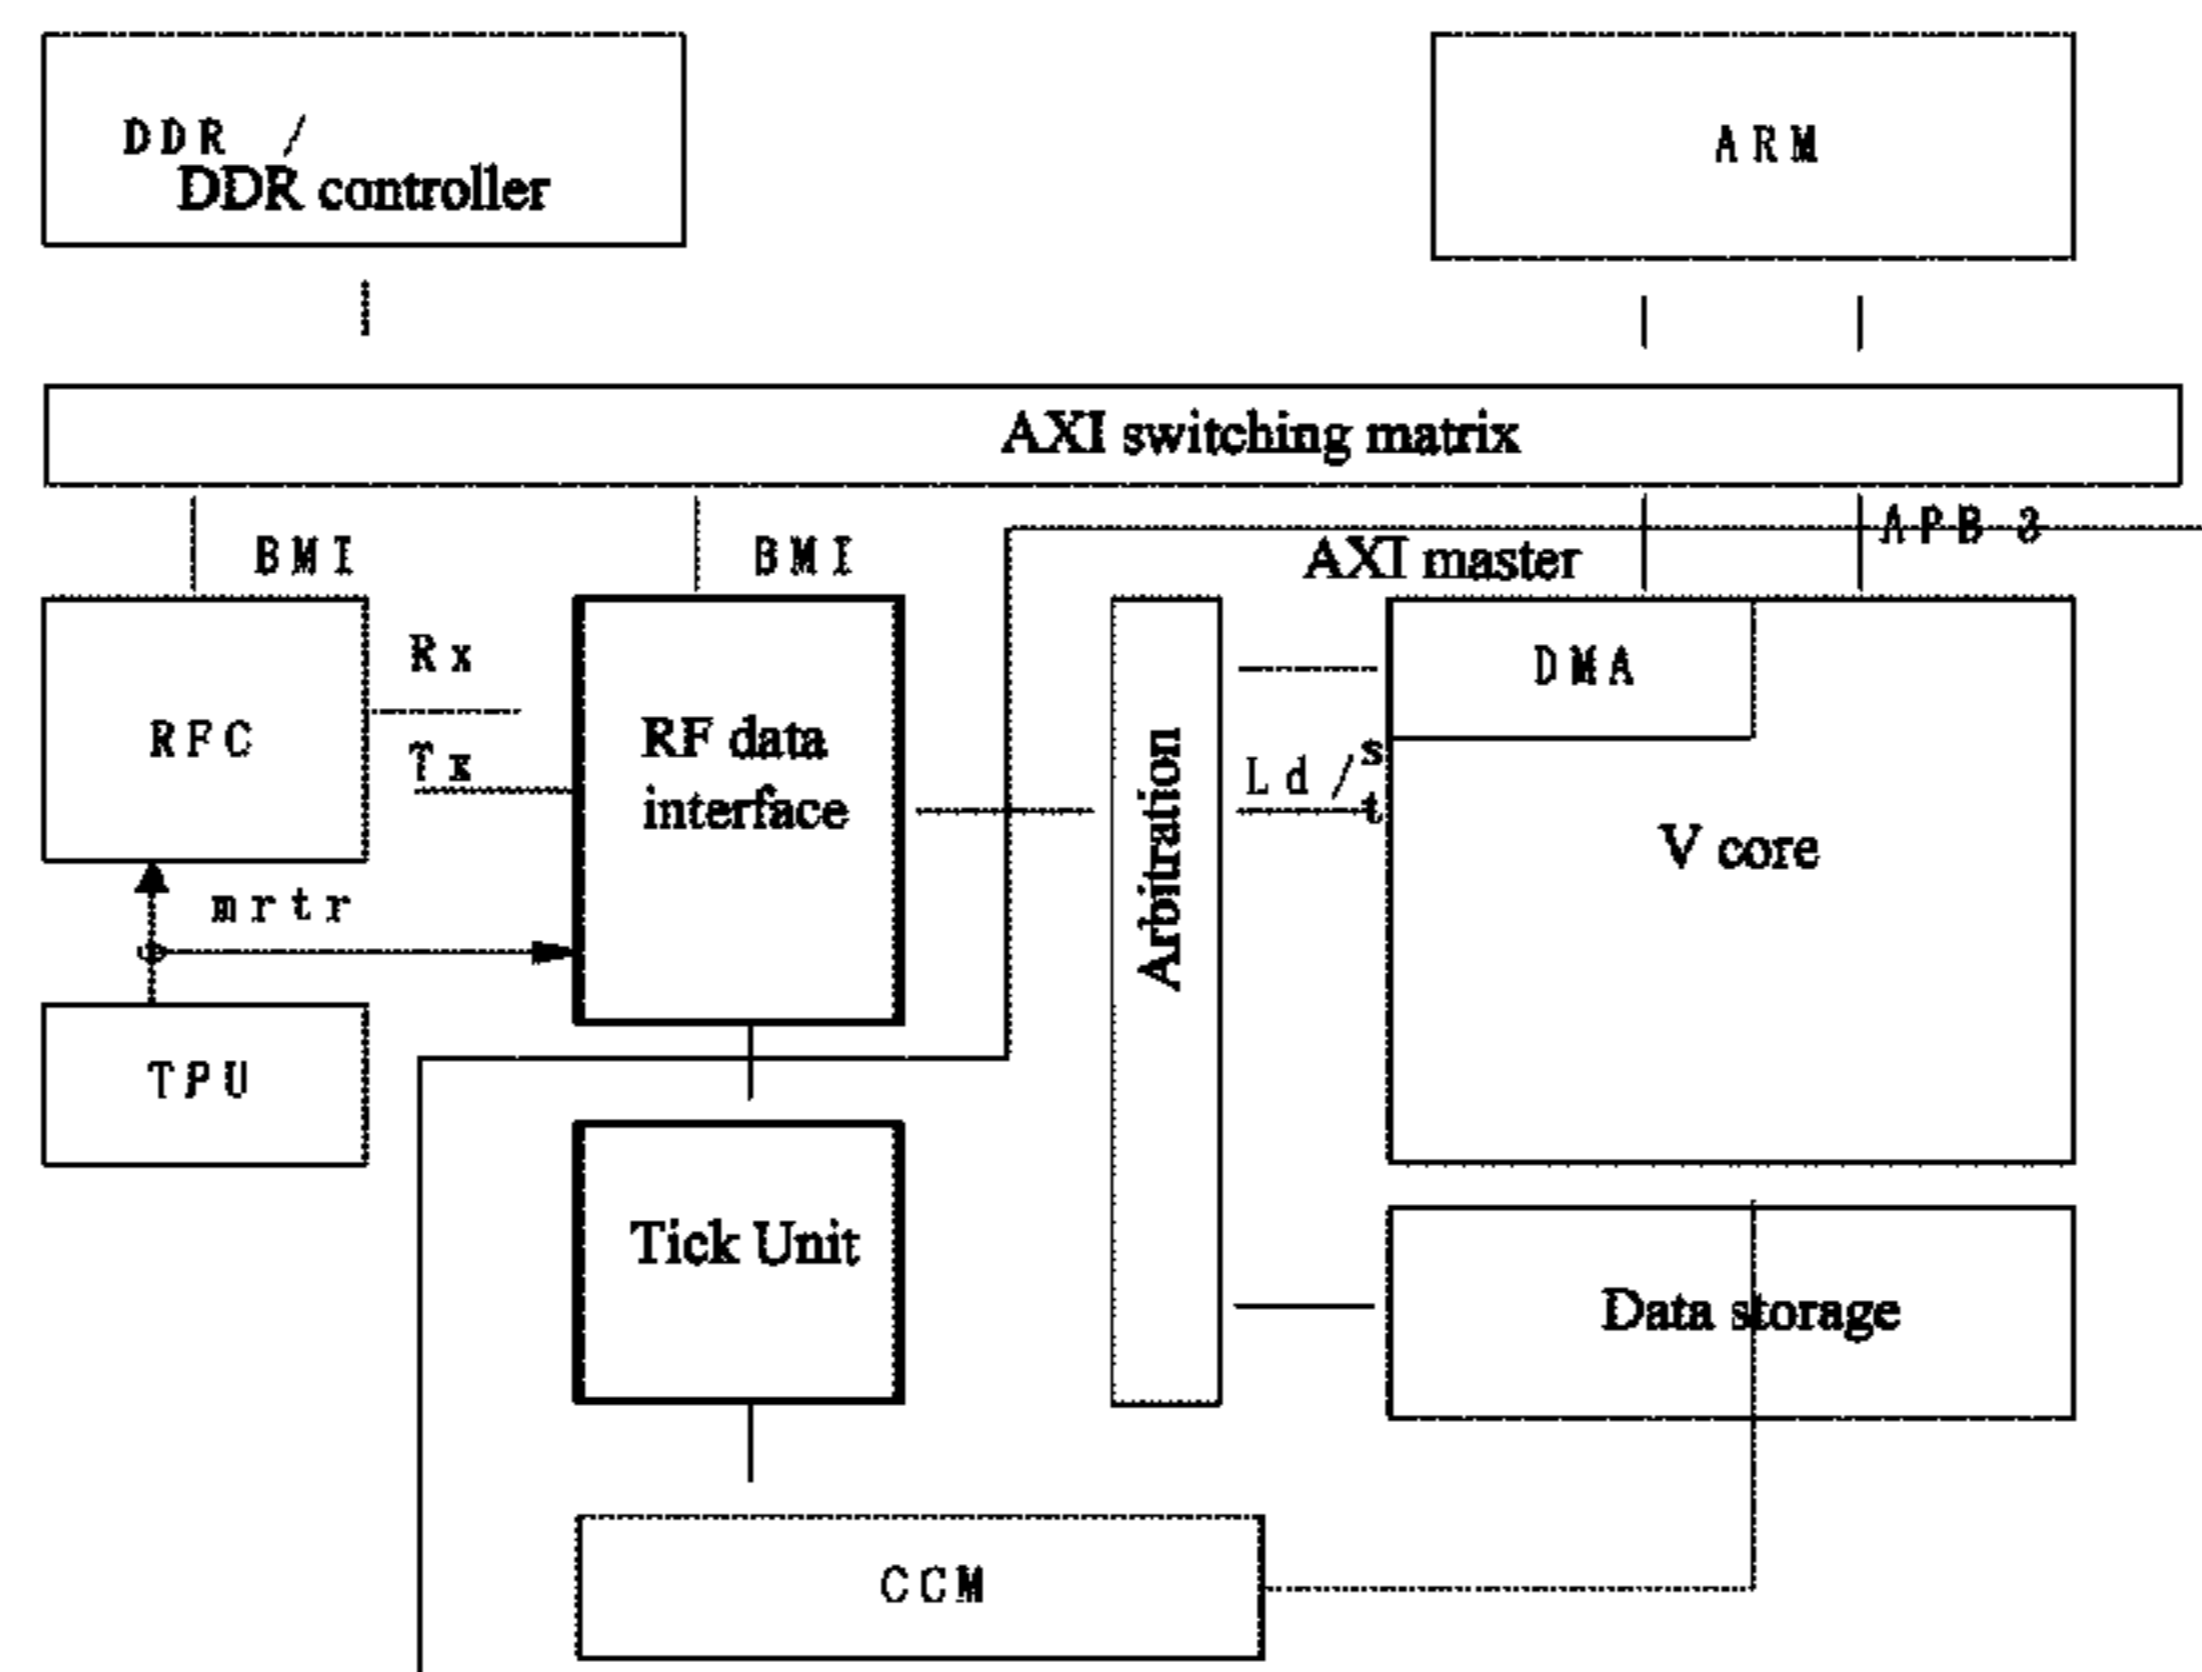 DDR /
DDR controller
ARM
AXI switching matrix
BMI
BMI
APB 3
AXI master
RFC
Rx
Tx
RF data
interface
Arbitration
DMA
Ld/st
V core
mrtr
TPU
Tick Unit
Data storage
CCM